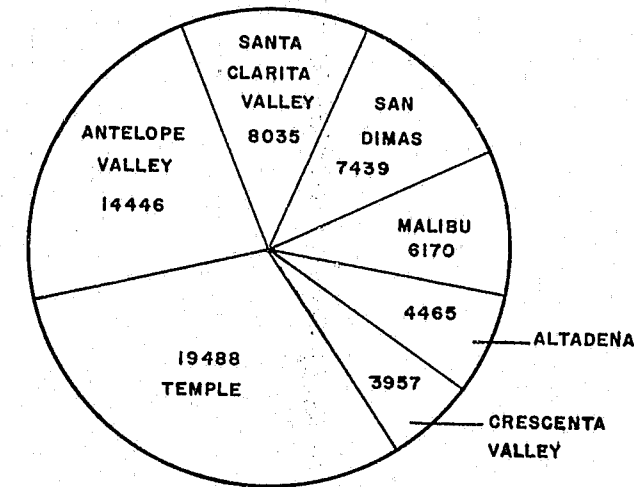 SANTA
CLARITA
VALLEY
8035
SAN
DIMAS
7439
ANTELOPE
VALLEY
14446
MALIBU
6170
4465
ALTADENA
19488
TEMPLE
3957
CRESCENTA
VALLEY